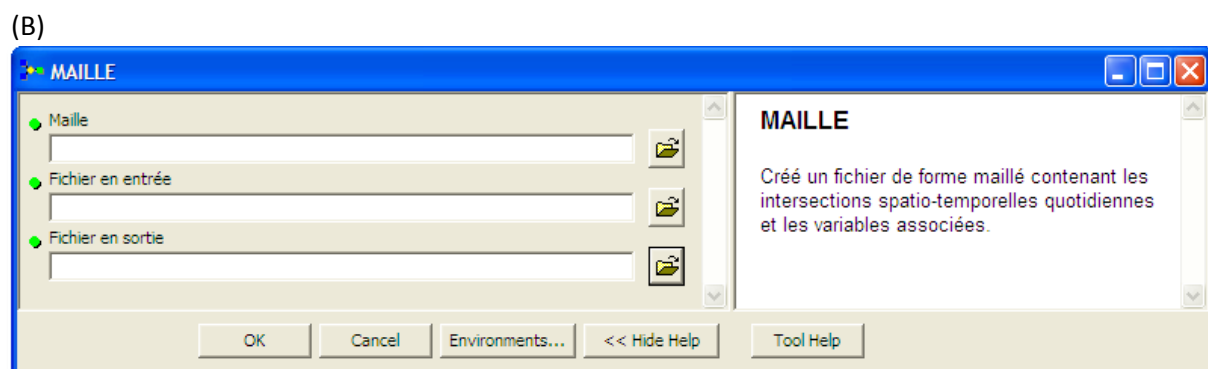 (B)
MAILLE
Maille
Fichier en entrée
Fichier en sortie
MAILLE
Créé un fichier de forme maillé contenant les
intersections spatio-temporelles quotidiennes
et les variables associées.
OK Cancel Environments... << Hide Help Tool Help